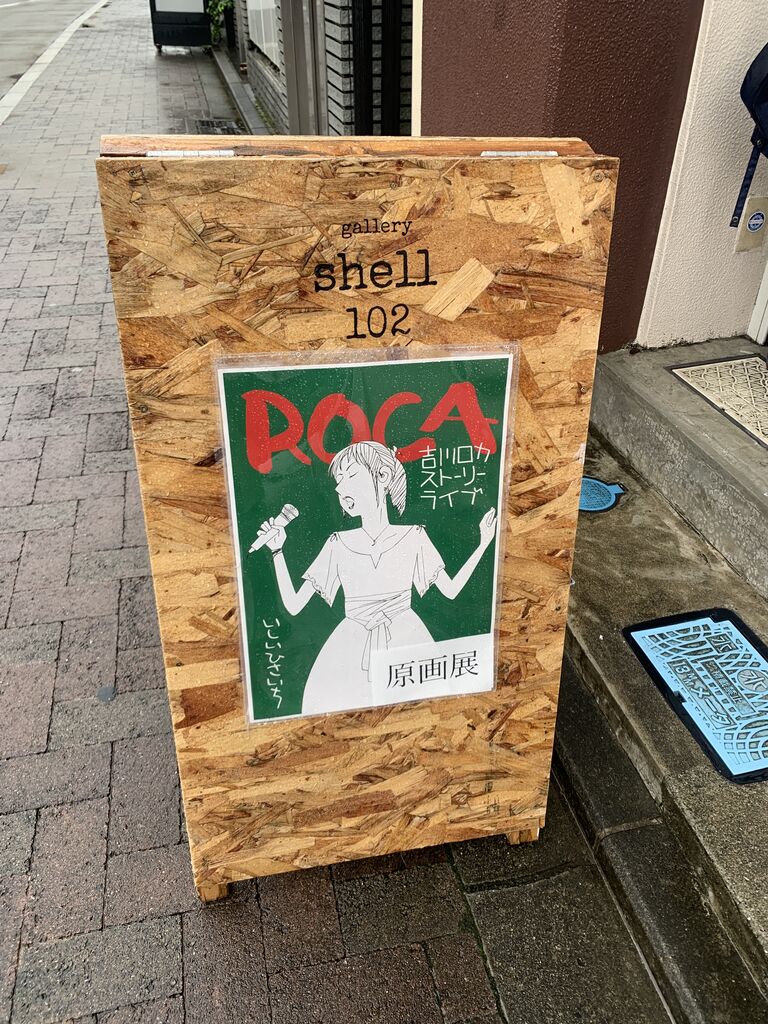 gallery
shell
102
ROCA
吉川ロカ
ストーリー
ライブ
いしいひさいち
原画展